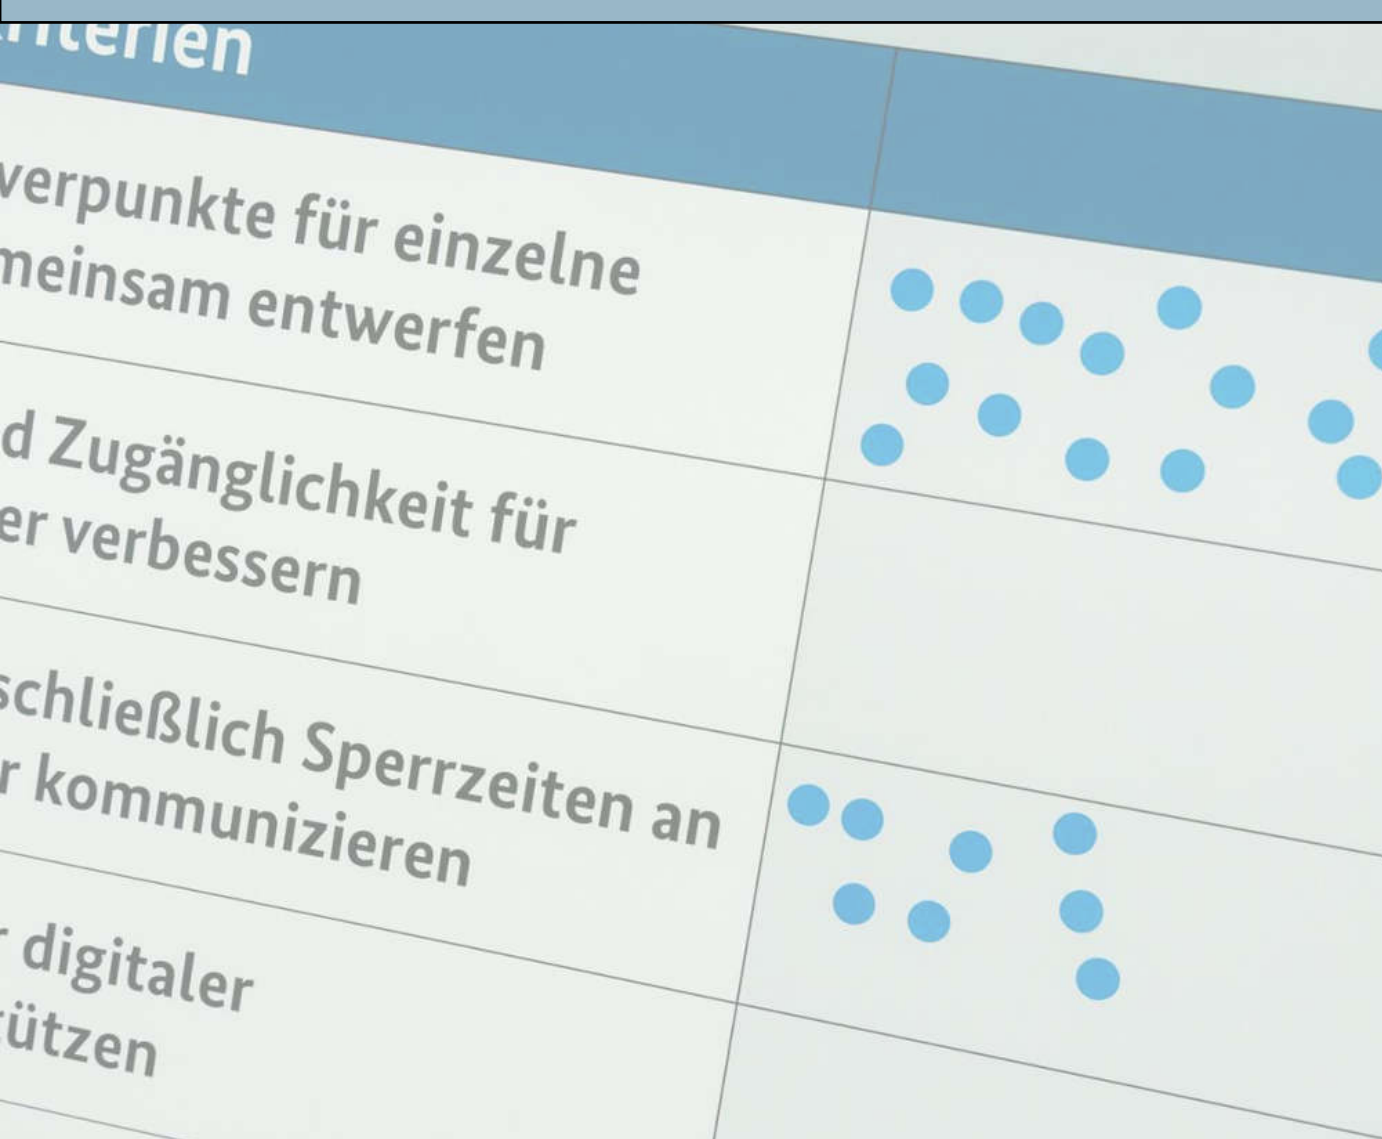 verpunkte für einzelne
meinsam entwerfen
d Zugänglichkeit für
er verbessern
schließlich Sperrzeiten an
r kommunizieren
r digitaler
ützen